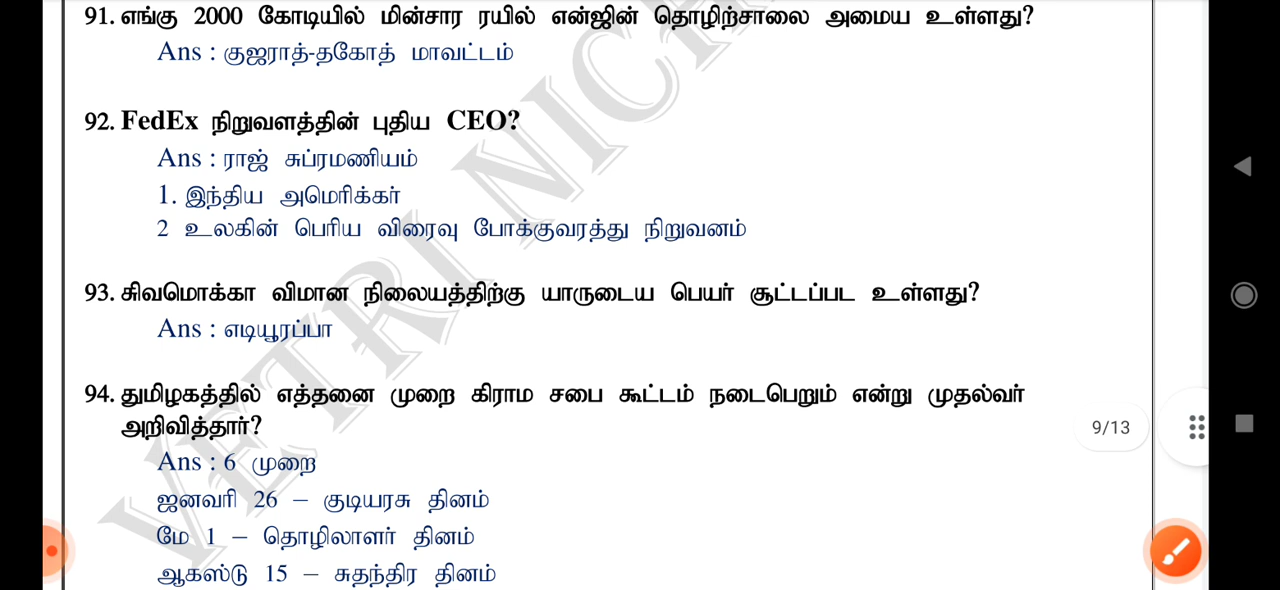 91. எங்கு 2000 கோடியில் மின்சார ரயில் என்ஜின் தொழிற்சாலை அமைய உள்ளது?
Ans : குஜராத்-தகோத் மாவட்டம்
92. FedEx நிறுவளத்தின் புதிய CEO?
Ans : ராஜ் சுப்ரமணியம்
1. இந்திய அமெரிக்கர்
2 உலகின் பெரிய விரைவு போக்குவரத்து நிறுவனம்
93. சிவமொக்கா விமான நிலையத்திற்கு யாருடைய பெயர் சூட்டப்பட உள்ளது?
Ans : எடியூரப்பா
94. துமிழகத்தில் எத்தனை முறை கிராம சபை கூட்டம் நடைபெறும் என்று முதல்வர்
அறிவித்தார்?
Ans : 6 முறை
9/13
ஜனவரி 26 – குடியரசு தினம்
மே 1 – தொழிலாளர் தினம்
ஆகஸ்டு 15 – சுதந்திர தினம்
VETRI NICH